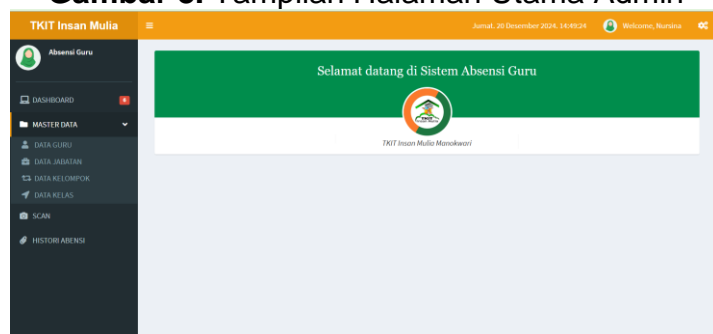 Gambar 6. Tampilan Halaman Utama Admin
TKIT Insan Mulia
Jumat, 20 Desember 2024, 14:49:24
Welcome, Nursina
Absensi Guru
Selamat datang di Sistem Absensi Guru
TKIT
TKIT Insan Mulia Manokwari
DASHBOARD
MASTER DATA
DATA GURU
DATA JABATAN
DATA KELOMPOK
DATA KELAS
SCAN
HISTORI ABENSI